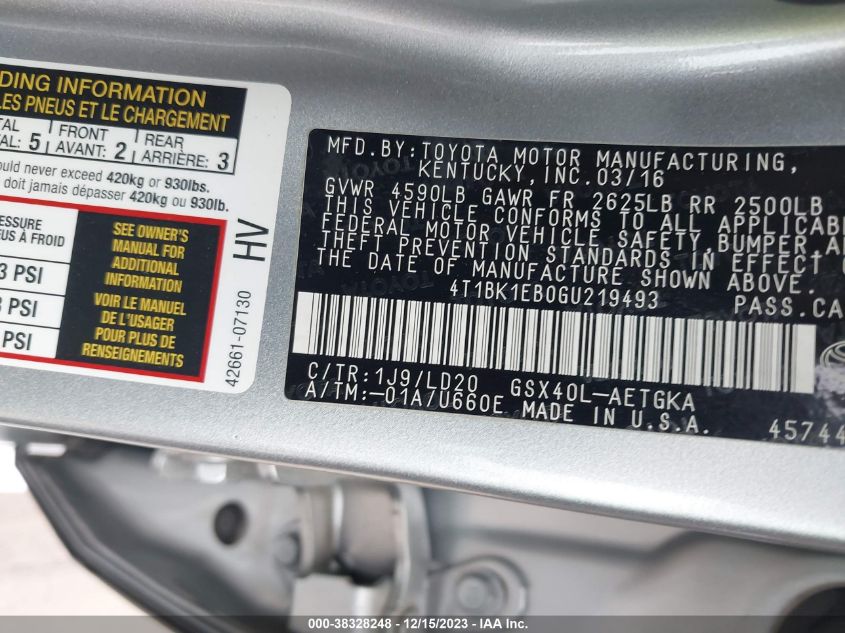 DING INFORMATION
LES PNEUS ET LE CHARGEMENT
TAL FRONT REAR
AL: 5 AVANT: 2 ARRIÈRE: 3
ould never exceed 420kg or 930lbs.
doit jamais dépasser 420kg ou 930lbs.
ESSURE
US À FROID
3 PSI
3 PSI
PSI
SEE OWNER'S
MANUAL FOR
ADDITIONAL
INFORMATION
VOIR LE MANUEL
DE L'USAGER
POUR PLUS DE
RENSEIGNEMENTS
HV
42661-07130
MFD. BY: TOYOTA MOTOR MANUFACTURING,
KENTUCKY, INC. 03/16
GVWR 4590LB GAWR FR 2625LB RR 2500LB
THIS VEHICLE CONFORMS TO ALL APPLICABL
FEDERAL MOTOR VEHICLE SAFETY, BUMPER A
THEFT PREVENTION STANDARDS IN EFFECT
THE DATE OF MANUFACTURE SHOWN ABOVE.
4T1BK1EB0GU219493 PASS.CA
C/TR: 1J9/LD20 GSX40L-AETGKA
A/TM:-01A/U660E MADE IN U.S.A.
45744
000-38328248 - 12/15/2023 - IAA